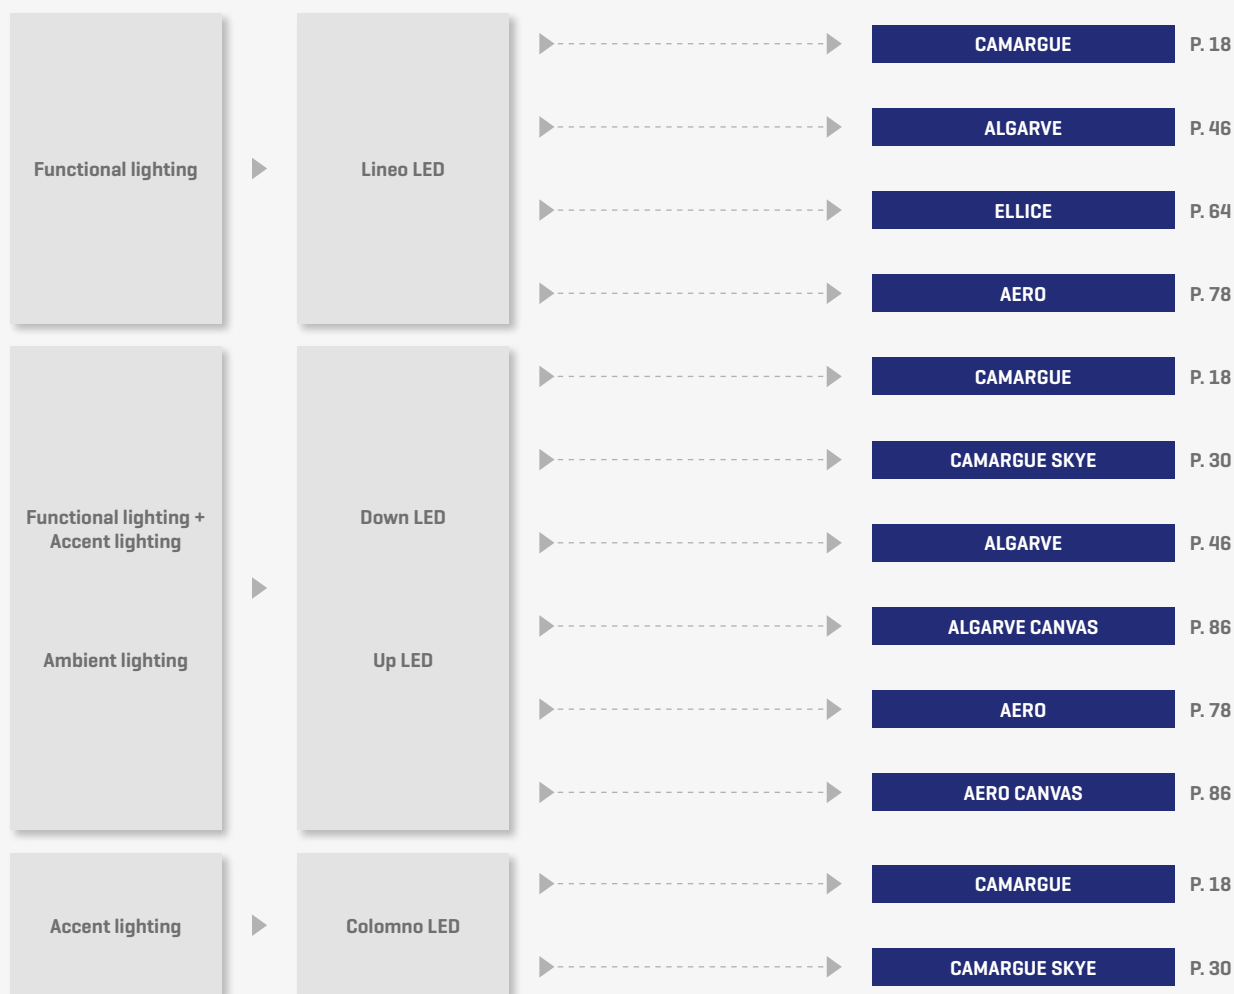 Functional lighting
Lineo LED
CAMARGUE P. 18
ALGARVE P. 46
ELLICE P. 64
AERO P. 78
Functional lighting +
Accent lighting
Ambient lighting
Down LED
Up LED
CAMARGUE P. 18
CAMARGUE SKYE P. 30
ALGARVE P. 46
ALGARVE CANVAS P. 86
AERO P. 78
AERO CANVAS P. 86
Accent lighting
Colomno LED
CAMARGUE P. 18
CAMARGUE SKYE P. 30